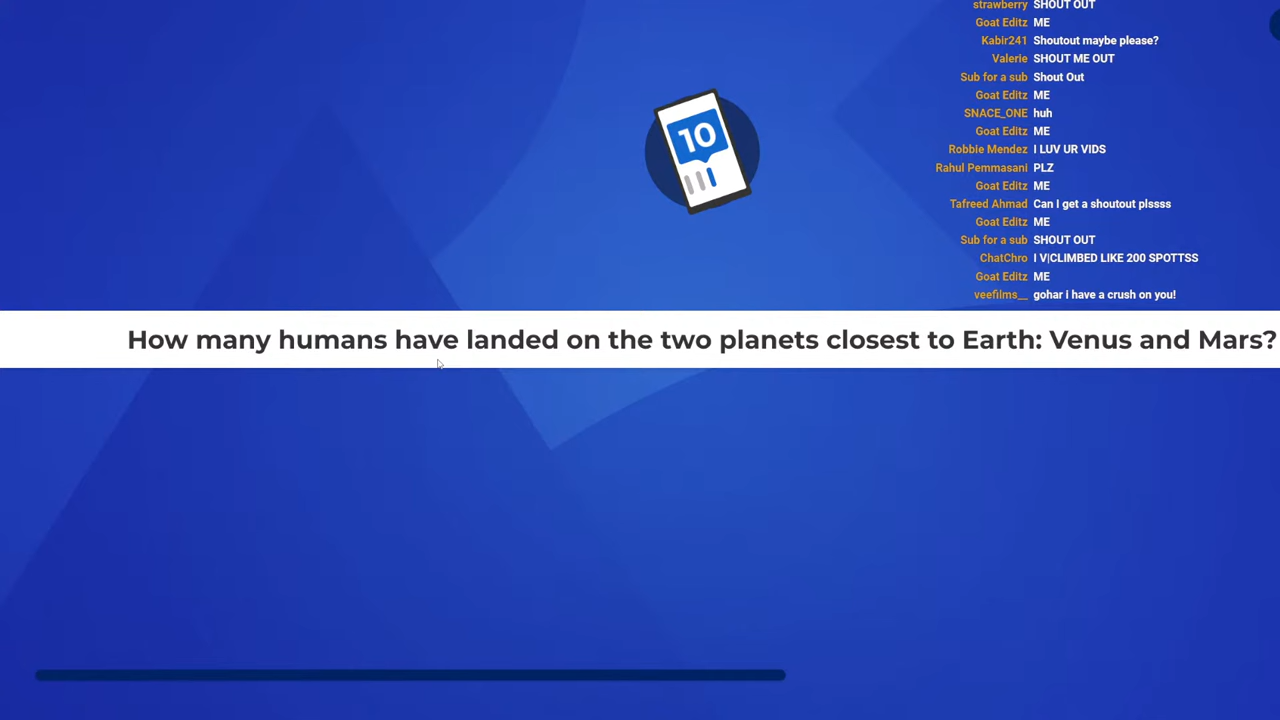 strawberry SHOUT OUT
Goat Editz ME
Kabir241 Shoutout maybe please?
Valerie SHOUT ME OUT
Sub for a sub Shout Out
Goat Editz ME
SNACE_ONE huh
Goat Editz ME
Robbie Mendez I LUV UR VIDS
Rahul Pemmasani PLZ
Goat Editz ME
Tafreed Ahmad Can I get a shoutout plssss
Goat Editz ME
Sub for a sub SHOUT OUT
ChatChro I V|CLIMBED LIKE 200 SPOTTSS
Goat Editz ME
veefilms__ gohar i have a crush on you!
10
How many humans have landed on the two planets closest to Earth: Venus and Mars?